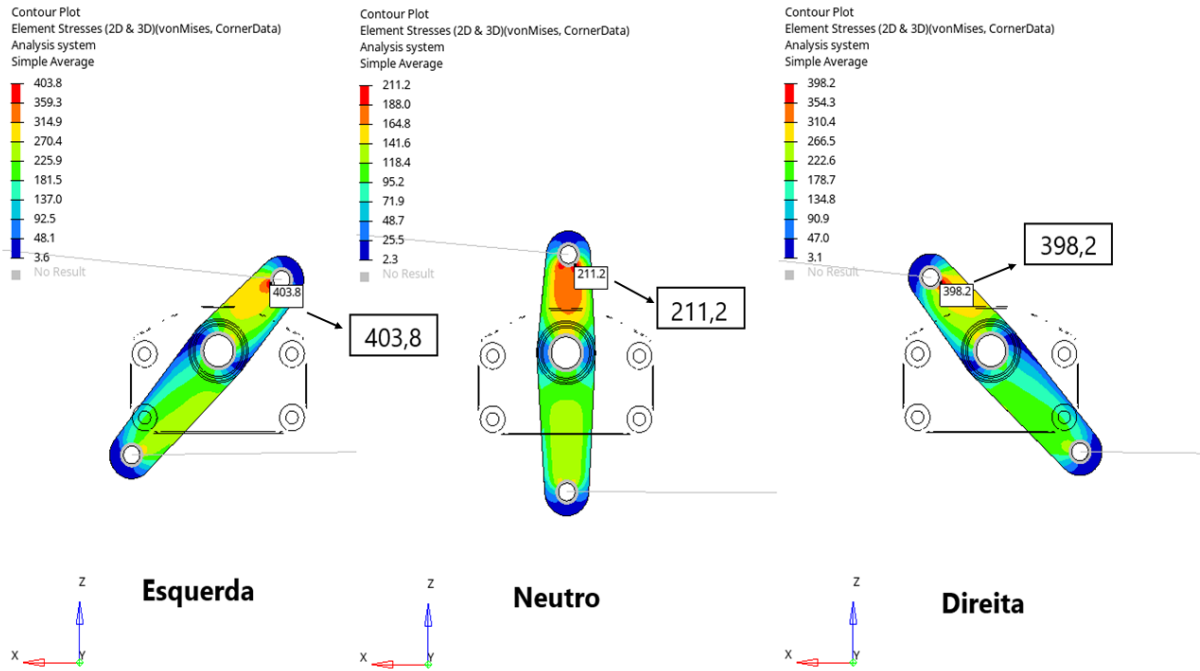 Contour Plot
Element Stresses (2D & 3D)(vonMises, CornerData)
Analysis system
Simple Average
403.8
359.3
314.9
270.4
225.9
181.5
137.0
92.5
48.1
3.6
No Result
403.8
403,8
Esquerda
Z
X
Y
Contour Plot
Element Stresses (2D & 3D)(vonMises, CornerData)
Analysis system
Simple Average
211.2
188.0
164.8
141.6
118.4
95.2
71.9
48.7
25.5
2.3
No Result
211.2
211,2
Neutro
Z
X
Y
Contour Plot
Element Stresses (2D & 3D)(vonMises, CornerData)
Analysis system
Simple Average
398.2
354.3
310.4
266.5
222.6
178.7
134.8
90.9
47.0
3.1
No Result
398.2
398,2
Direita
Z
X
Y